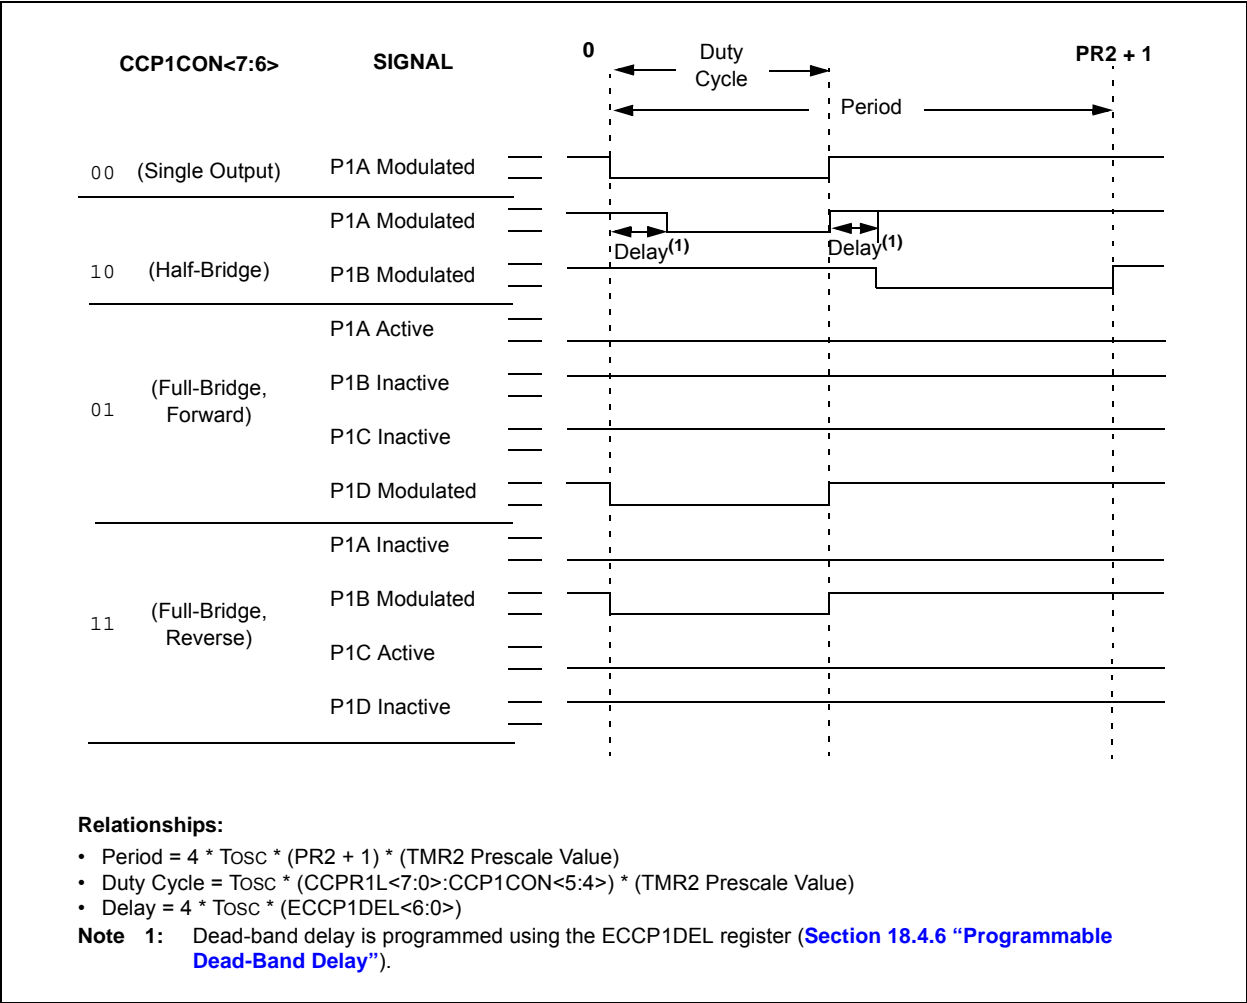 CCP1CON<7:6> SIGNAL 0 Duty Cycle PR2 + 1
Period
00 (Single Output) P1A Modulated
P1A Modulated
Delay(1) Delay(1)
10 (Half-Bridge) P1B Modulated
P1A Active
P1B Inactive
01 (Full-Bridge, Forward)
P1C Inactive
P1D Modulated
P1A Inactive
P1B Modulated
11 (Full-Bridge, Reverse)
P1C Active
P1D Inactive
Relationships:
• Period = 4 * TOSC * (PR2 + 1) * (TMR2 Prescale Value)
• Duty Cycle = TOSC * (CCPR1L<7:0>:CCP1CON<5:4>) * (TMR2 Prescale Value)
• Delay = 4 * TOSC * (ECCP1DEL<6:0>)
Note 1: Dead-band delay is programmed using the ECCP1DEL register (Section 18.4.6 “Programmable
Dead-Band Delay”).